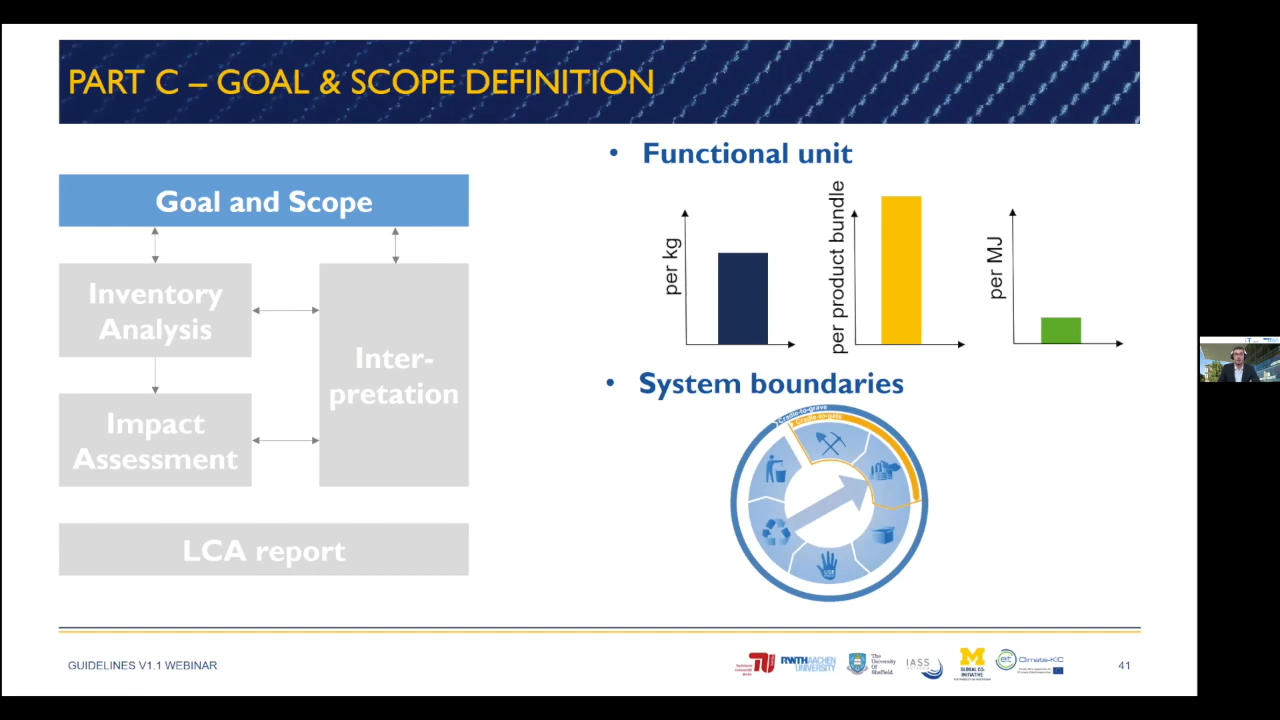 PART C – GOAL & SCOPE DEFINITION
Goal and Scope
Inventory
Analysis
Inter-
pretation
Impact
Assessment
LCA report
• Functional unit
per kg
per product bundle
per MJ
• System boundaries
Cradle-to-grave
Cradle-to-gate
GUIDELINES V1.1 WEBINAR
RWTHAACHEN
UNIVERSITY
The
University
Of
Sheffield.
IASS
M
GLOBAL CO2
INITIATIVE
Climate-KIC
41